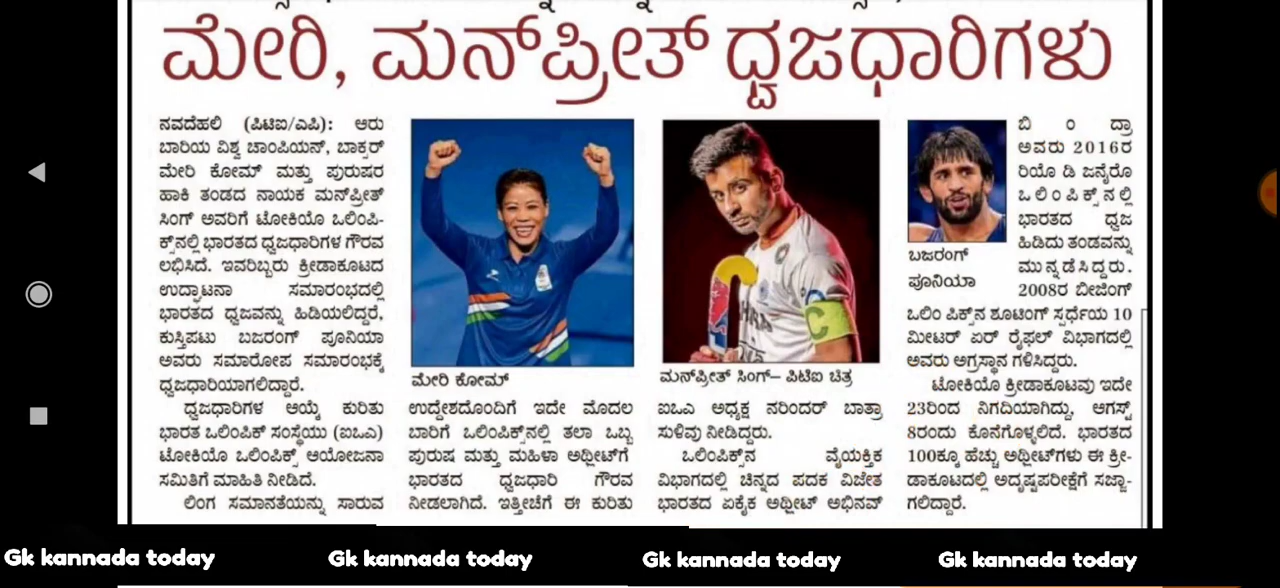 ಮೇರಿ, ಮನ್‌ಪ್ರೀತ್ ಧ್ವಜಧಾರಿಗಳು
ನವದೆಹಲಿ (ಪಿಟಿಐ/ಎಪಿ): ಆರು
ಬಾರಿಯ ವಿಶ್ವ ಚಾಂಪಿಯನ್, ಬಾಕ್ಸರ್
ಮೇರಿ ಕೋಮ್ ಮತ್ತು ಪುರುಷರ
ಹಾಕಿ ತಂಡದ ನಾಯಕ ಮನ್‌ಪ್ರೀತ್
ಸಿಂಗ್ ಅವರಿಗೆ ಟೋಕಿಯೊ ಒಲಿಂಪಿ-
ಕ್ಸ್‌ನಲ್ಲಿ ಭಾರತದ ಧ್ವಜಧಾರಿಗಳ ಗೌರವ
ಲಭಿಸಿದೆ. ಇವರಿಬ್ಬರು ಕ್ರೀಡಾಕೂಟದ
ಉದ್ಘಾಟನಾ ಸಮಾರಂಭದಲ್ಲಿ
ಭಾರತದ ಧ್ವಜವನ್ನು ಹಿಡಿಯಲಿದ್ದರೆ,
ಕುಸ್ತಿಪಟು ಬಜರಂಗ್ ಪೂನಿಯಾ
ಅವರು ಸಮಾರೋಪ ಸಮಾರಂಭಕ್ಕೆ
ಧ್ವಜಧಾರಿಯಾಗಲಿದ್ದಾರೆ.
ಧ್ವಜಧಾರಿಗಳ ಆಯ್ಕೆ ಕುರಿತು
ಭಾರತ ಒಲಿಂಪಿಕ್ ಸಂಸ್ಥೆಯು (ಐಒಎ)
ಟೋಕಿಯೊ ಒಲಿಂಪಿಕ್ಸ್ ಆಯೋಜನಾ
ಸಮಿತಿಗೆ ಮಾಹಿತಿ ನೀಡಿದೆ.
ಲಿಂಗ ಸಮಾನತೆಯನ್ನು ಸಾರುವ
ಮೇರಿ ಕೋಮ್
ಉದ್ದೇಶದೊಂದಿಗೆ ಇದೇ ಮೊದಲ
ಬಾರಿಗೆ ಒಲಿಂಪಿಕ್ಸ್‌ನಲ್ಲಿ ತಲಾ ಒಬ್ಬ
ಪುರುಷ ಮತ್ತು ಮಹಿಳಾ ಅಥ್ಲೀಟ್‌ಗೆ
ಭಾರತದ ಧ್ವಜಧಾರಿ ಗೌರವ
ನೀಡಲಾಗಿದೆ. ಇತ್ತೀಚೆಗೆ ಈ ಕುರಿತು
ಮನ್‌ಪ್ರೀತ್ ಸಿಂಗ್– ಪಿಟಿಐ ಚಿತ್ರ
ಐಒಎ ಅಧ್ಯಕ್ಷ ನರಿಂದರ್ ಬಾತ್ರಾ
ಸುಳಿವು ನೀಡಿದ್ದರು.
ಒಲಿಂಪಿಕ್ಸ್‌ನ ವೈಯಕ್ತಿಕ
ವಿಭಾಗದಲ್ಲಿ ಚಿನ್ನದ ಪದಕ ವಿಜೇತ
ಭಾರತದ ಏಕೈಕ ಅಥ್ಲೀಟ್ ಅಭಿನವ್
ಬಜರಂಗ್
ಪೂನಿಯಾ
ಬಿಂದ್ರಾ
ಅವರು 2016ರ
ರಿಯೊ ಡಿ ಜನೈರೊ
ಒಲಿಂಪಿಕ್ಸ್‌ನಲ್ಲಿ
ಭಾರತದ ಧ್ವಜ
ಹಿಡಿದು ತಂಡವನ್ನು
ಮುನ್ನಡೆಸಿದ್ದರು.
2008ರ ಬೀಜಿಂಗ್
ಒಲಿಂಪಿಕ್ಸ್‌ನ ಶೂಟಿಂಗ್ ಸ್ಪರ್ಧೆಯ 10
ಮೀಟರ್ ಏರ್ ರೈಫಲ್ ವಿಭಾಗದಲ್ಲಿ
ಅವರು ಅಗ್ರಸ್ಥಾನ ಗಳಿಸಿದ್ದರು.
ಟೋಕಿಯೊ ಕ್ರೀಡಾಕೂಟವು ಇದೇ
23ರಿಂದ ನಿಗದಿಯಾಗಿದ್ದು, ಆಗಸ್ಟ್
8ರಂದು ಕೊನೆಗೊಳ್ಳಲಿದೆ. ಭಾರತದ
100ಕ್ಕೂ ಹೆಚ್ಚು ಅಥ್ಲೀಟ್‌ಗಳು ಈ ಕ್ರೀ-
ಡಾಕೂಟದಲ್ಲಿ ಅದೃಷ್ಟಪರೀಕ್ಷೆಗೆ ಸಜ್ಜಾ-
ಗಲಿದ್ದಾರೆ.
Gk kannada today Gk kannada today Gk kannada today Gk kannada today